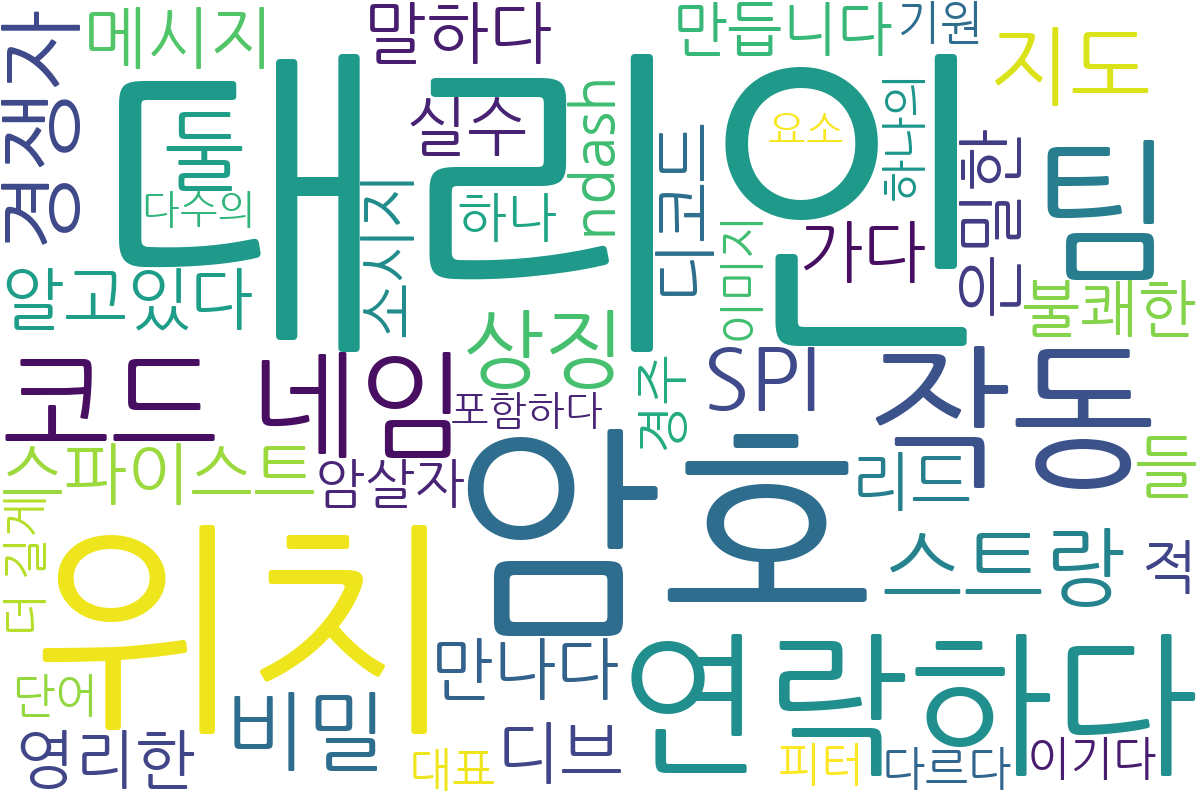 메시지
말하다
만듭니다
기원
경쟁자
대리인
지도
둘
실수
ndash
디코드
요소
하나의
은밀한
팀
다수의
하나
소시지
이미지
가다
알고있다
상징
불쾌한
코드 네임
포함하다
경주
SPI
작동
스파이스트
암살자
암호
리드
들
더 길게
위치
스트랑
적
만나다
연락하다
단어
비밀
영리한
대표
디브
피터
다르다
이기다